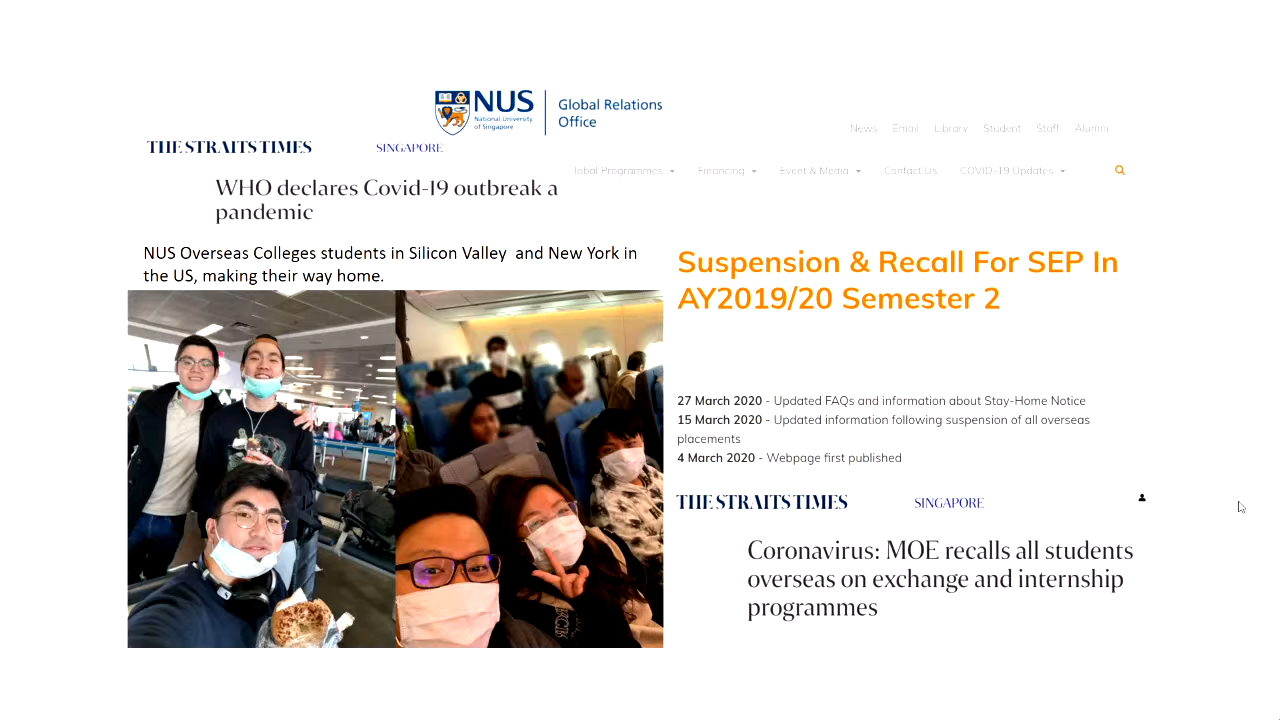 NUS
National University
of Singapore
Global Relations
Office
News Email Library Student Staff Alumni
THE STRAITS TIMES
SINGAPORE
lobal Programmes Financing Event & Media Contact Us COVID-19 Updates
WHO declares Covid-19 outbreak a
pandemic
NUS Overseas Colleges students in Silicon Valley and New York in
the US, making their way home.
Suspension & Recall For SEP In
AY2019/20 Semester 2
27 March 2020 - Updated FAQs and information about Stay-Home Notice
15 March 2020 - Updated information following suspension of all overseas
placements
4 March 2020 - Webpage first published
THE STRAITS TIMES
SINGAPORE
Coronavirus: MOE recalls all students
overseas on exchange and internship
programmes